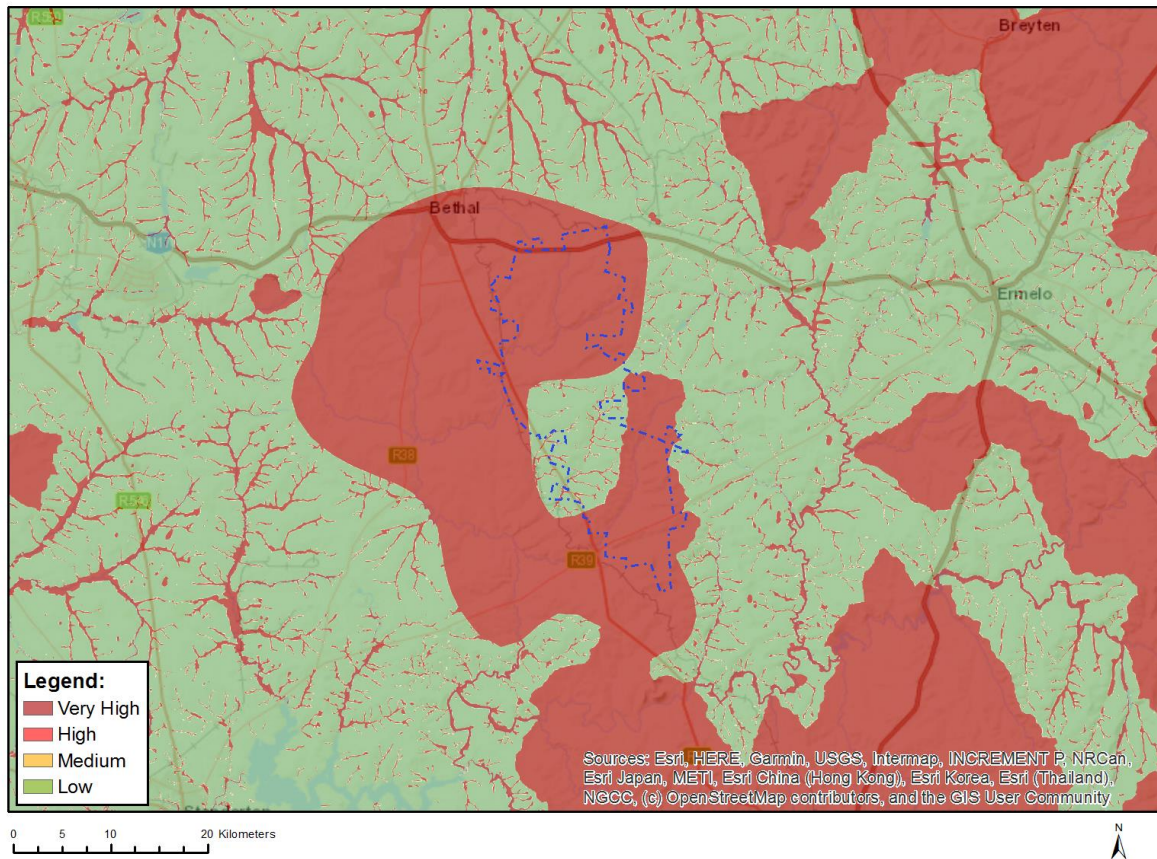 R5
Breyten
Bethal
N17
Ermelo
R38
R39
Legend:
Very High
High
Medium
Low
Sources: Esri, HERE, Garmin, USGS, Intermap, INCREMENT P, NRCan,
Esri Japan, METI, Esri China (Hong Kong), Esri Korea, Esri (Thailand),
NGCC, (c) OpenStreetMap contributors, and the GIS User Community
0 5 10 20 Kilometers
N